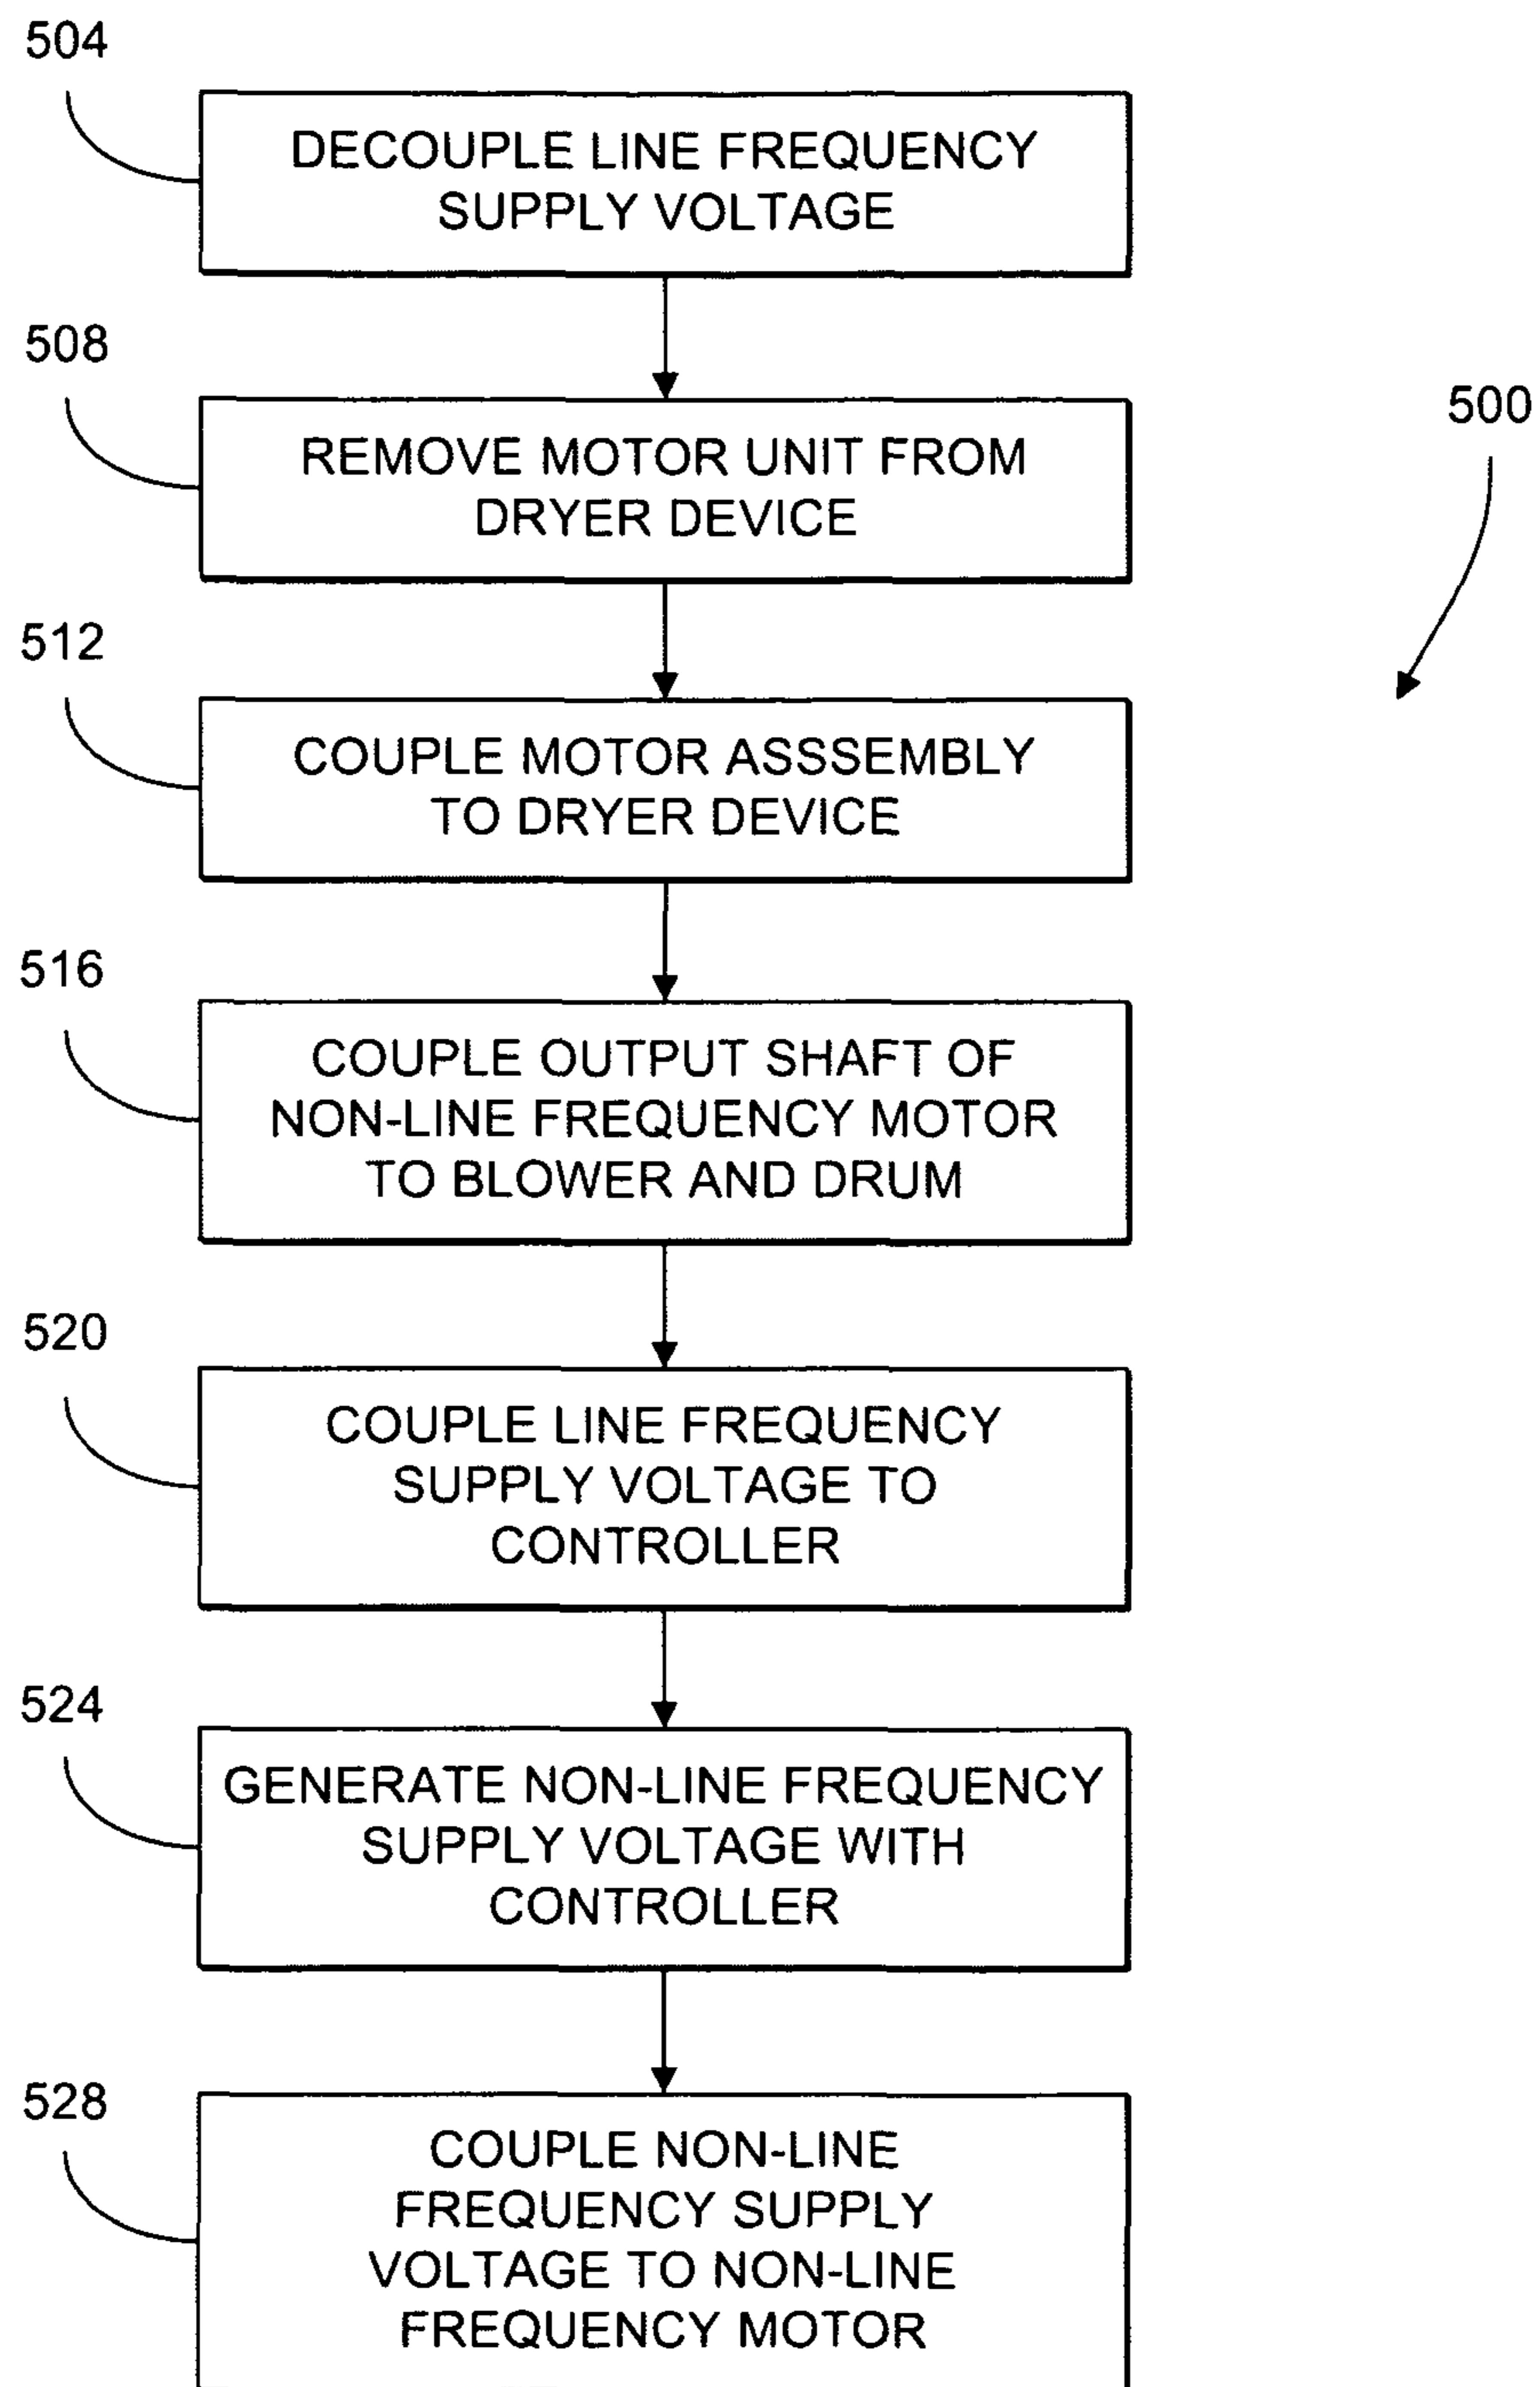 504
DECOUPLE LINE FREQUENCY
SUPPLY VOLTAGE
508
REMOVE MOTOR UNIT FROM
DRYER DEVICE
500
512
COUPLE MOTOR ASSSEMBLY
TO DRYER DEVICE
516
COUPLE OUTPUT SHAFT OF
NON-LINE FREQUENCY MOTOR
TO BLOWER AND DRUM
520
COUPLE LINE FREQUENCY
SUPPLY VOLTAGE TO
CONTROLLER
524
GENERATE NON-LINE FREQUENCY
SUPPLY VOLTAGE WITH
CONTROLLER
528
COUPLE NON-LINE
FREQUENCY SUPPLY
VOLTAGE TO NON-LINE
FREQUENCY MOTOR